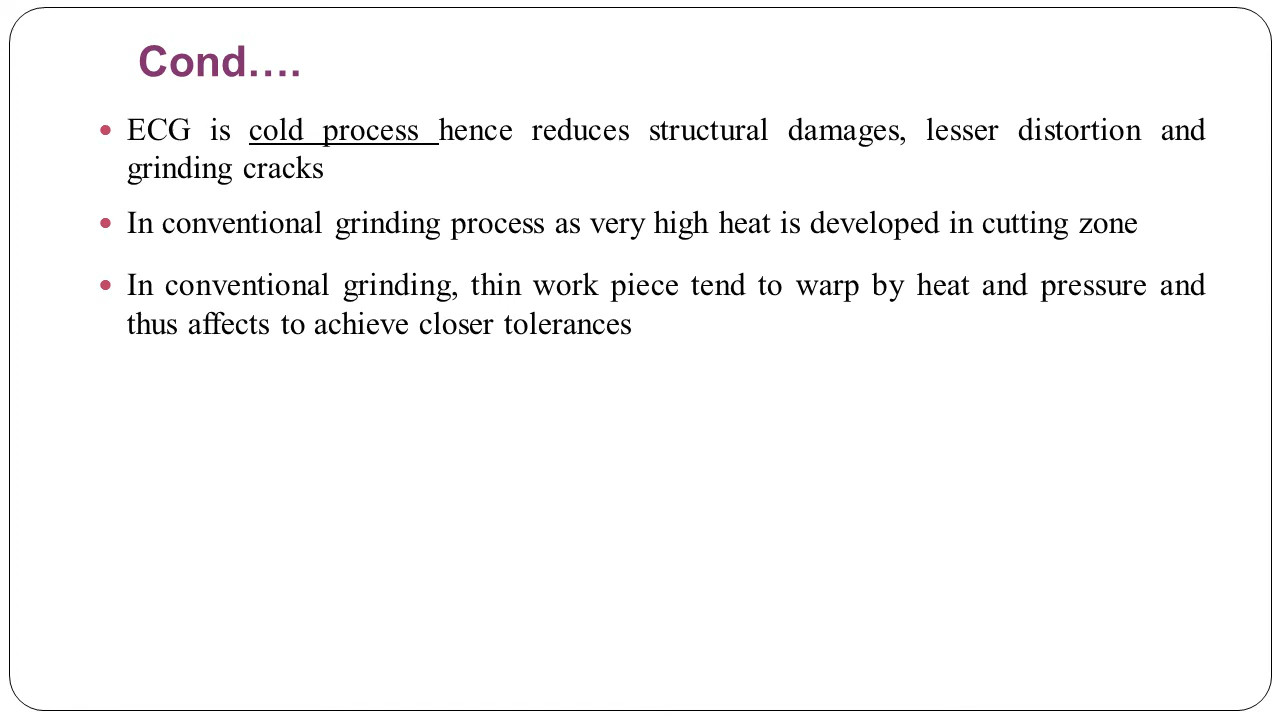 Cond….
• ECG is cold process hence reduces structural damages, lesser distortion and
grinding cracks
• In conventional grinding process as very high heat is developed in cutting zone
• In conventional grinding, thin work piece tend to warp by heat and pressure and
thus affects to achieve closer tolerances